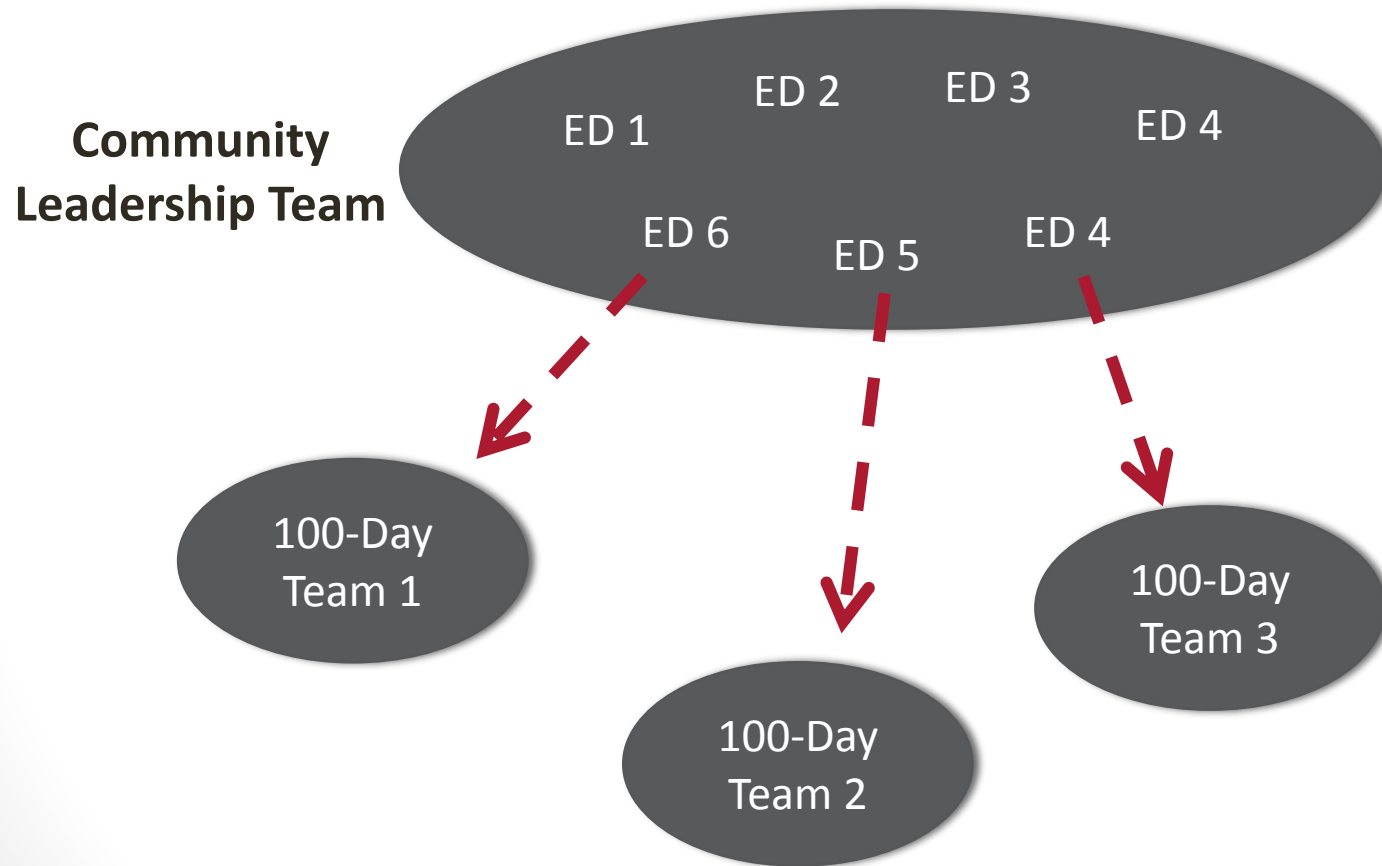 Community
Leadership Team
ED 1
ED 2
ED 3
ED 4
ED 6
ED 5
ED 4
100-Day
Team 1
100-Day
Team 2
100-Day
Team 3